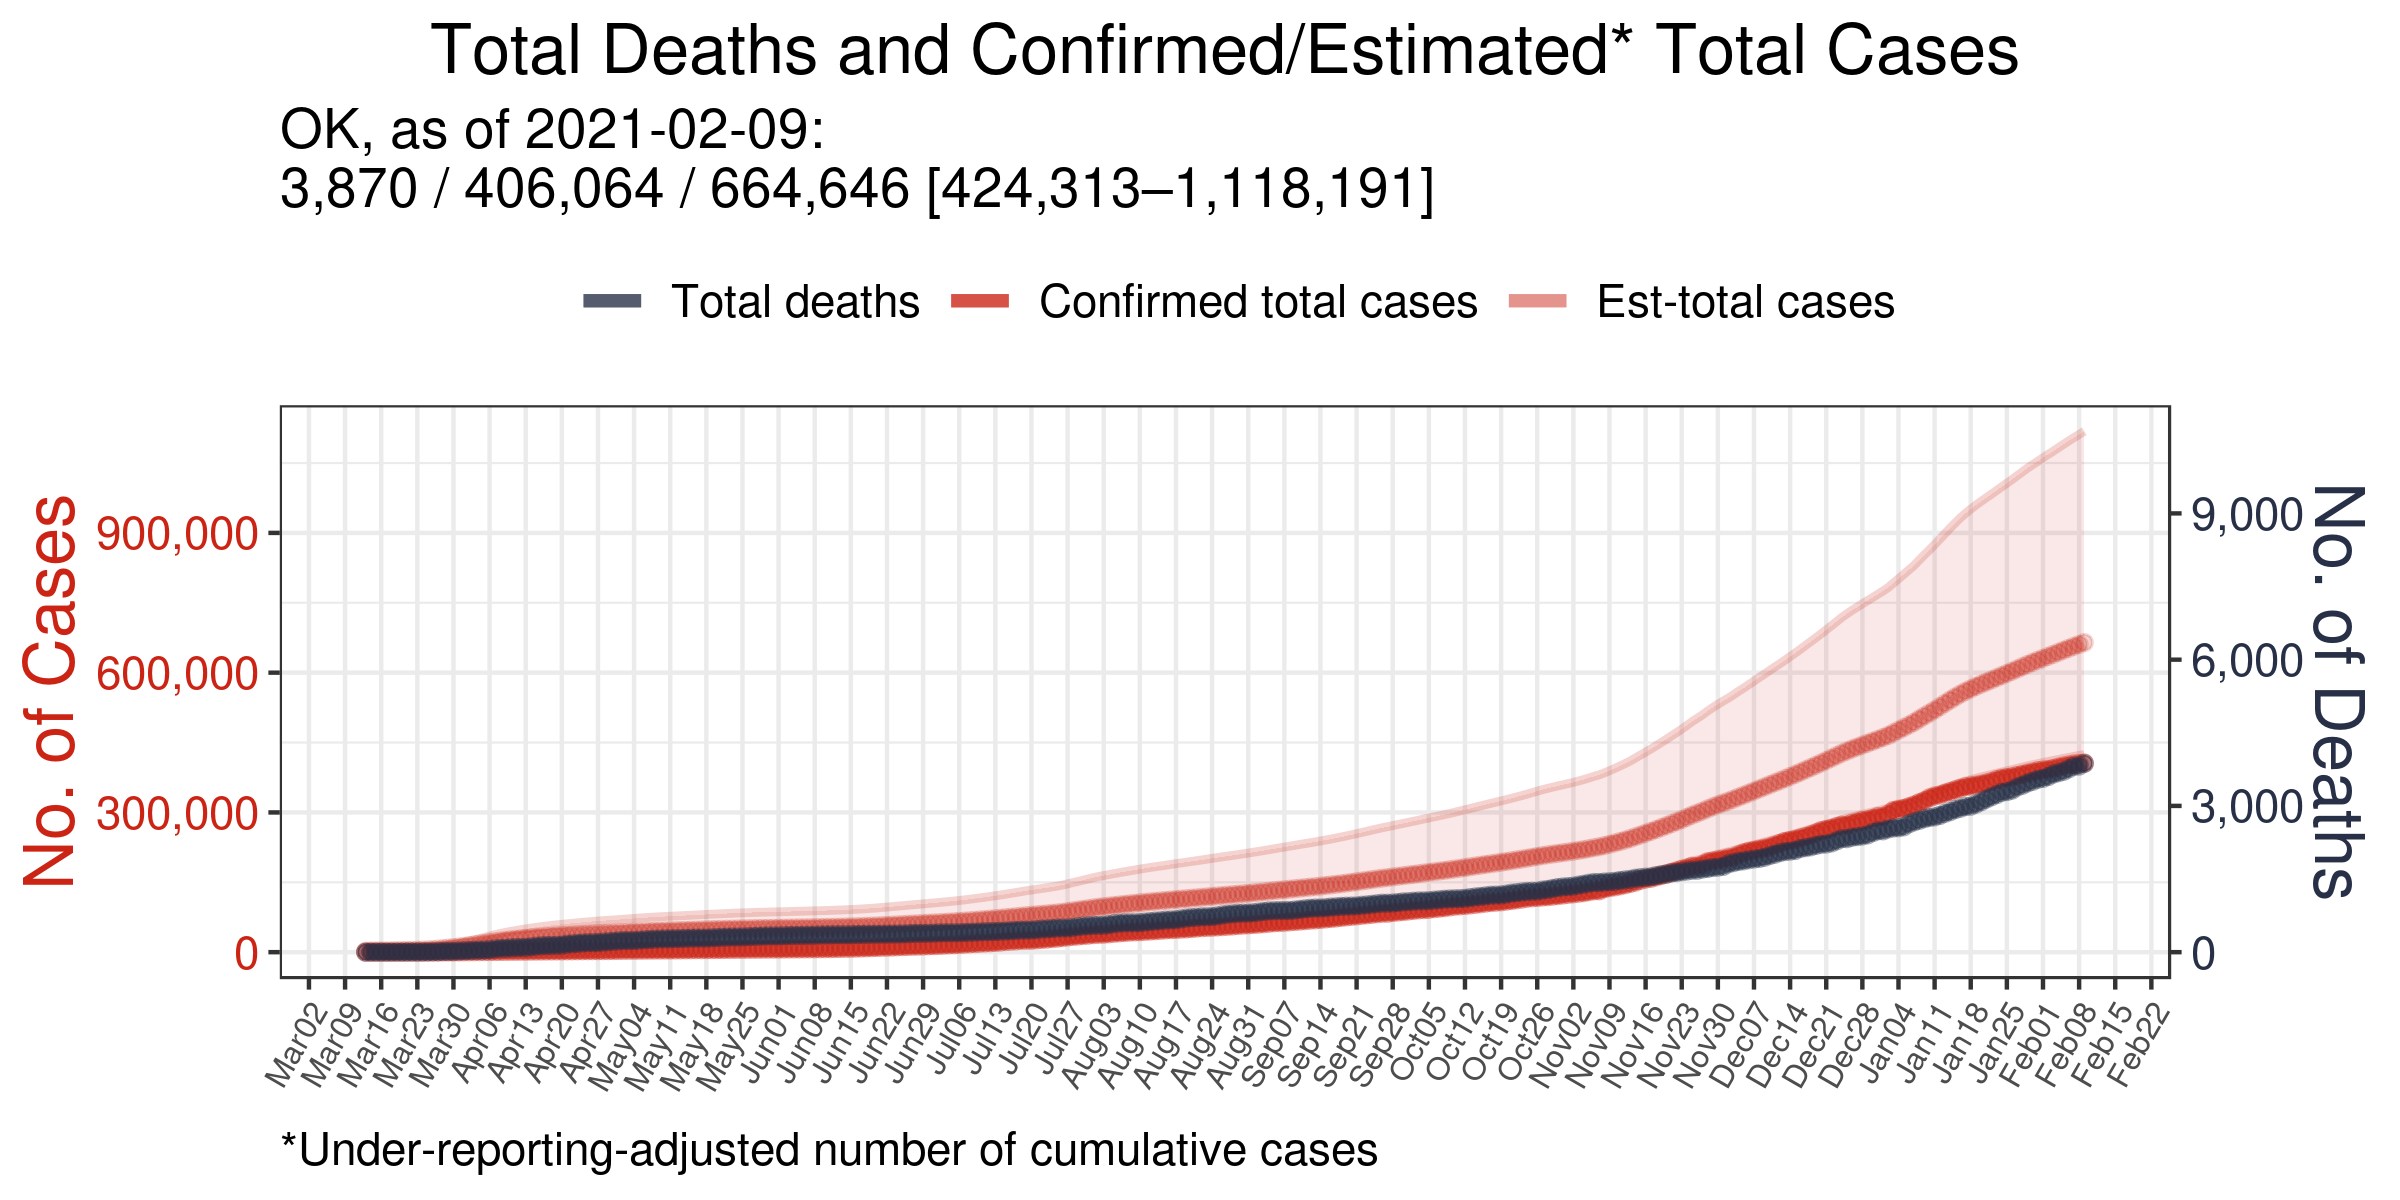 Total Deaths and Confirmed/Estimated* Total Cases
OK, as of 2021-02-09:
3,870 / 406,064 / 664,646 [424,313–1,118,191]
Total deaths
Confirmed total cases
Est-total cases
No. of Cases
900,000
600,000
300,000
0
9,000
6,000
3,000
0
No. of Deaths
Mar02
Mar09
Mar16
Mar23
Mar30
Apr06
Apr13
Apr20
Apr27
May04
May11
May18
May25
Jun01
Jun08
Jun15
Jun22
Jun29
Jul06
Jul13
Jul20
Jul27
Aug03
Aug10
Aug17
Aug24
Aug31
Sep07
Sep14
Sep21
Sep28
Oct05
Oct12
Oct19
Oct26
Nov02
Nov09
Nov16
Nov23
Nov30
Dec07
Dec14
Dec21
Dec28
Jan04
Jan11
Jan18
Jan25
Feb01
Feb08
Feb15
Feb22
*Under-reporting-adjusted number of cumulative cases